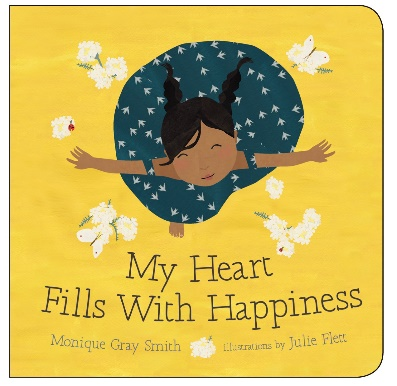 My Heart
Fills With Happiness
Monique Gray Smith Illustrations by Julie Flett